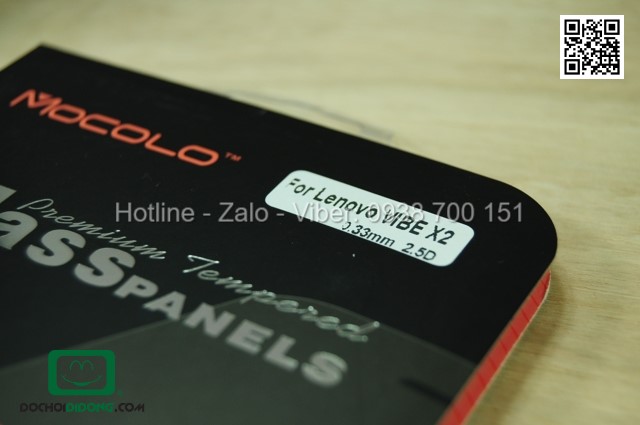 MOCOLO™
For Lenovo VIBE X2
0.33mm 2.5D
Hotline - Zalo - Viber: 0938 700 151
Premium Tempered
lass PANELS
DOCHOIDIDONG.COM